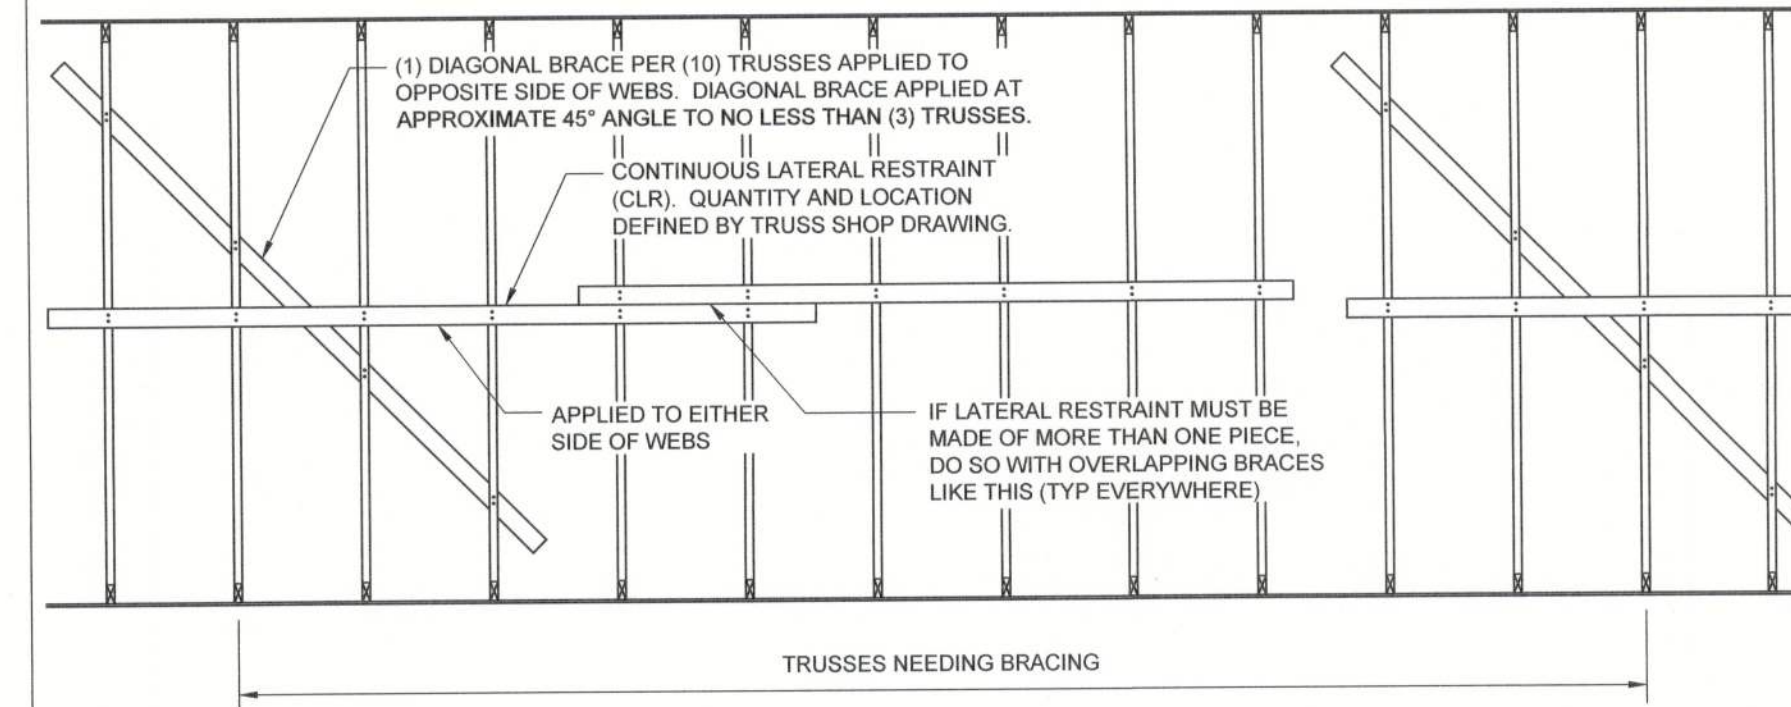 (1) DIAGONAL BRACE PER (10) TRUSSES APPLIED TO
OPPOSITE SIDE OF WEBS. DIAGONAL BRACE APPLIED AT
APPROXIMATE 45° ANGLE TO NO LESS THAN (3) TRUSSES.
CONTINUOUS LATERAL RESTRAINT
(CLR). QUANTITY AND LOCATION
DEFINED BY TRUSS SHOP DRAWING.
APPLIED TO EITHER
SIDE OF WEBS
IF LATERAL RESTRAINT MUST BE
MADE OF MORE THAN ONE PIECE,
DO SO WITH OVERLAPPING BRACES
LIKE THIS (TYP EVERYWHERE)
TRUSSES NEEDING BRACING